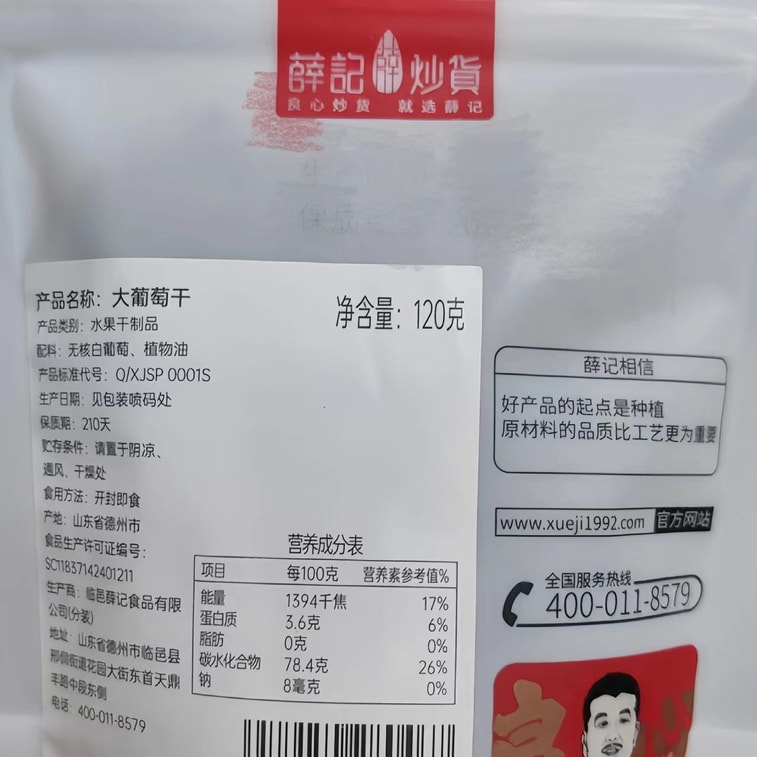 薛記炒貨
良心炒货 就选薛记
保质
产品名称：大葡萄干
净含量：120克
产品类别：水果干制品
配料：无核白葡萄、植物油
产品标准代号：Q/XJSP 0001S
生产日期：见包装喷码处
保质期：210天
贮存条件：请置于阴凉、
通风、干燥处
食用方法：开封即食
产地：山东省德州市
食品生产许可证编号：
SC11837142401211
生产商：临邑薛记食品有限
公司(分装)
地址：山东省德州市临邑县
邢侗街道花园大街东首天鼎
丰路中段东侧
电话：400-011-8579
营养成分表
项目 每100克 营养素参考值%
能量 1394千焦 17%
蛋白质 3.6克 6%
脂肪 0克 0%
碳水化合物 78.4克 26%
钠 8毫克 0%
薛记相信
好产品的起点是种植
原材料的品质比工艺更为重要
www.xueji1992.com 官方网站
全国服务热线
400-011-8579